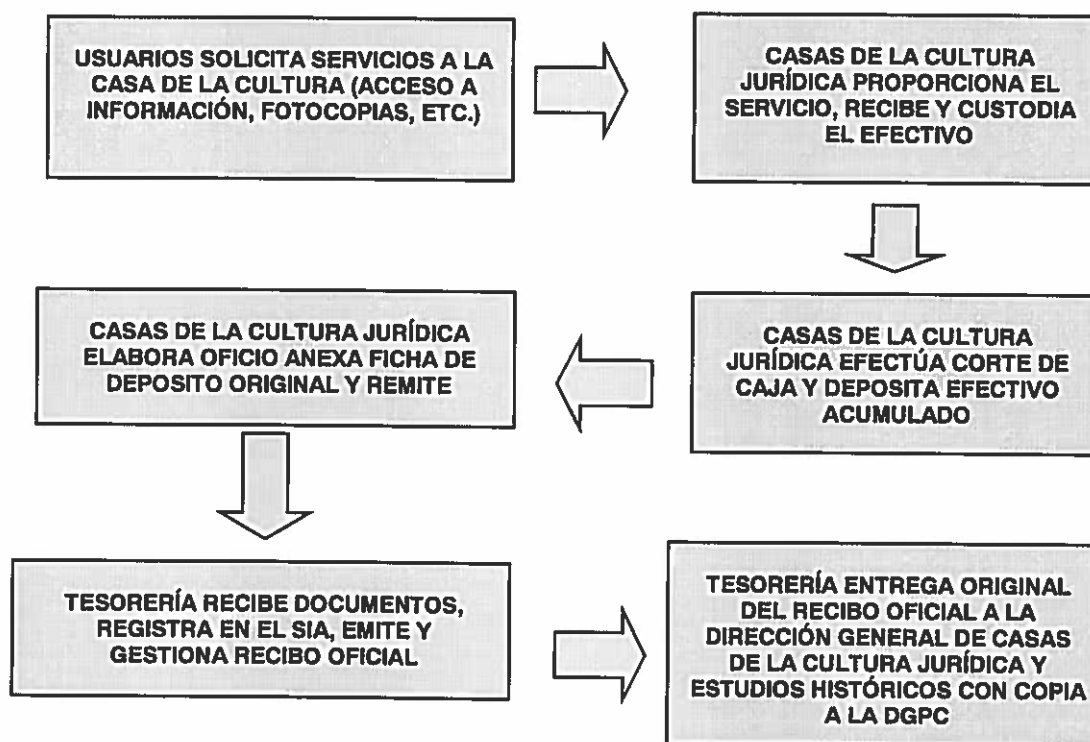 USUARIOS SOLICITA SERVICIOS A LA
CASA DE LA CULTURA (ACCESO A
INFORMACIÓN, FOTOCOPIAS, ETC.)
CASAS DE LA CULTURA
JURÍDICA PROPORCIONA EL
SERVICIO, RECIBE Y CUSTODIA
EL EFECTIVO
CASAS DE LA CULTURA
JURÍDICA EFECTÚA CORTE DE
CAJA Y DEPOSITA EFECTIVO
ACUMULADO
CASAS DE LA CULTURA JURÍDICA
ELABORA OFICIO ANEXA FICHA DE
DEPOSITO ORIGINAL Y REMITE
TESORERÍA RECIBE DOCUMENTOS,
REGISTRA EN EL SIA, EMITE Y
GESTIONA RECIBO OFICIAL
TESORERÍA ENTREGA ORIGINAL
DEL RECIBO OFICIAL A LA
DIRECCIÓN GENERAL DE CASAS
DE LA CULTURA JURÍDICA Y
ESTUDIOS HISTÓRICOS CON COPIA
A LA DGPC